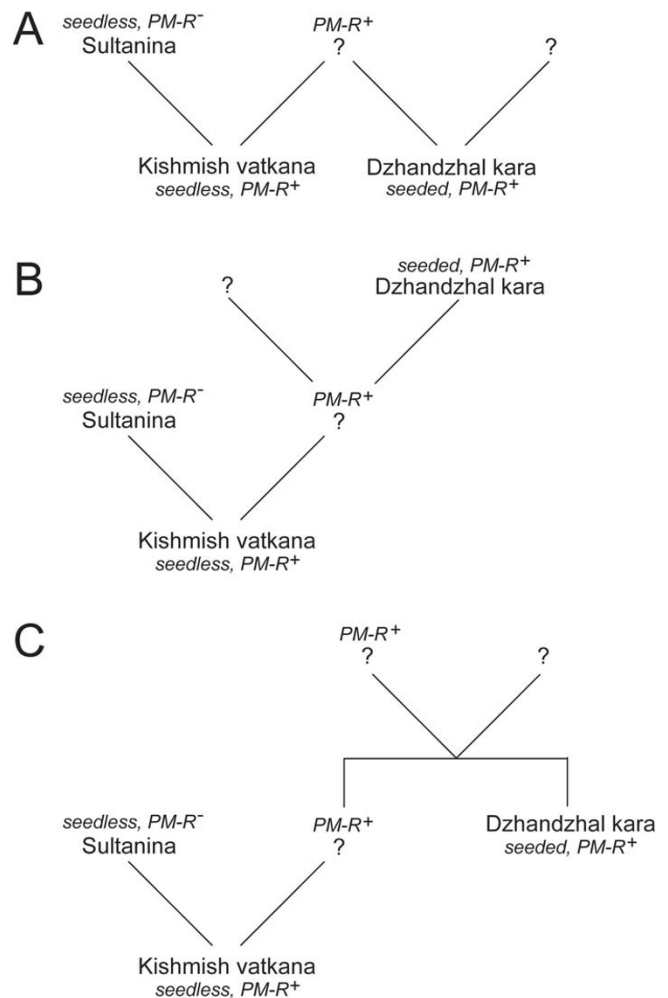 A
seedless, PM-R⁻
Sultanina
PM-R⁺
?
?
Kishmish vatkana
seedless, PM-R⁺
Dzhandzhal kara
seeded, PM-R⁺
B
?
seeded, PM-R⁺
Dzhandzhal kara
seedless, PM-R⁻
Sultanina
PM-R⁺
?
Kishmish vatkana
seedless, PM-R⁺
C
PM-R⁺
?
?
seedless, PM-R⁻
Sultanina
PM-R⁺
?
Dzhandzhal kara
seeded, PM-R⁺
Kishmish vatkana
seedless, PM-R⁺